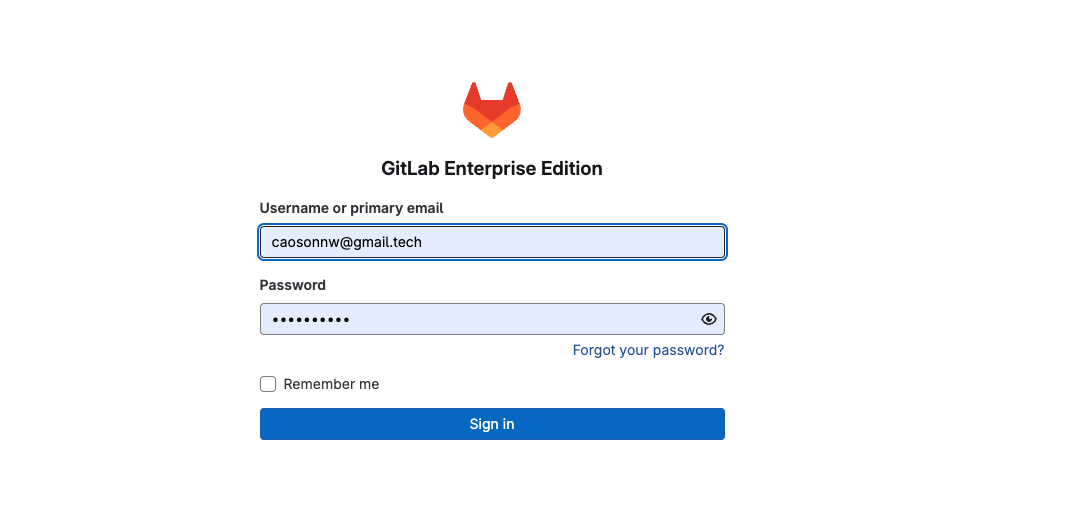 GitLab Enterprise Edition
Username or primary email
caosonnw@gmail.tech
Password
••••••••••
Forgot your password?
Remember me
Sign in